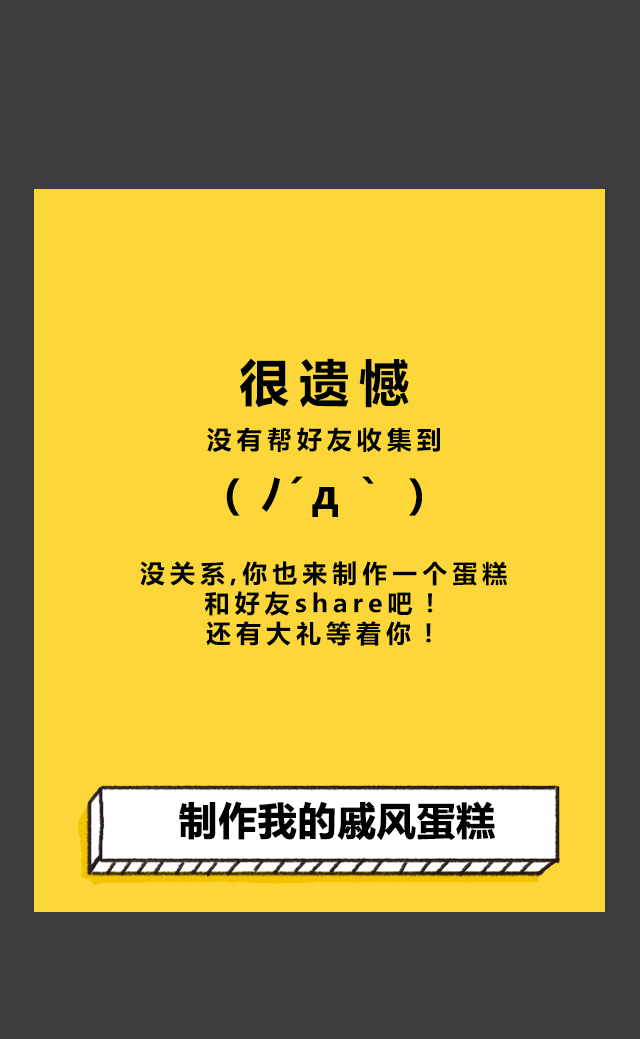 很遗憾
没有帮好友收集到
( ﾉ´д｀ )
没关系,你也来制作一个蛋糕
和好友share吧！
还有大礼等着你！
制作我的戚风蛋糕